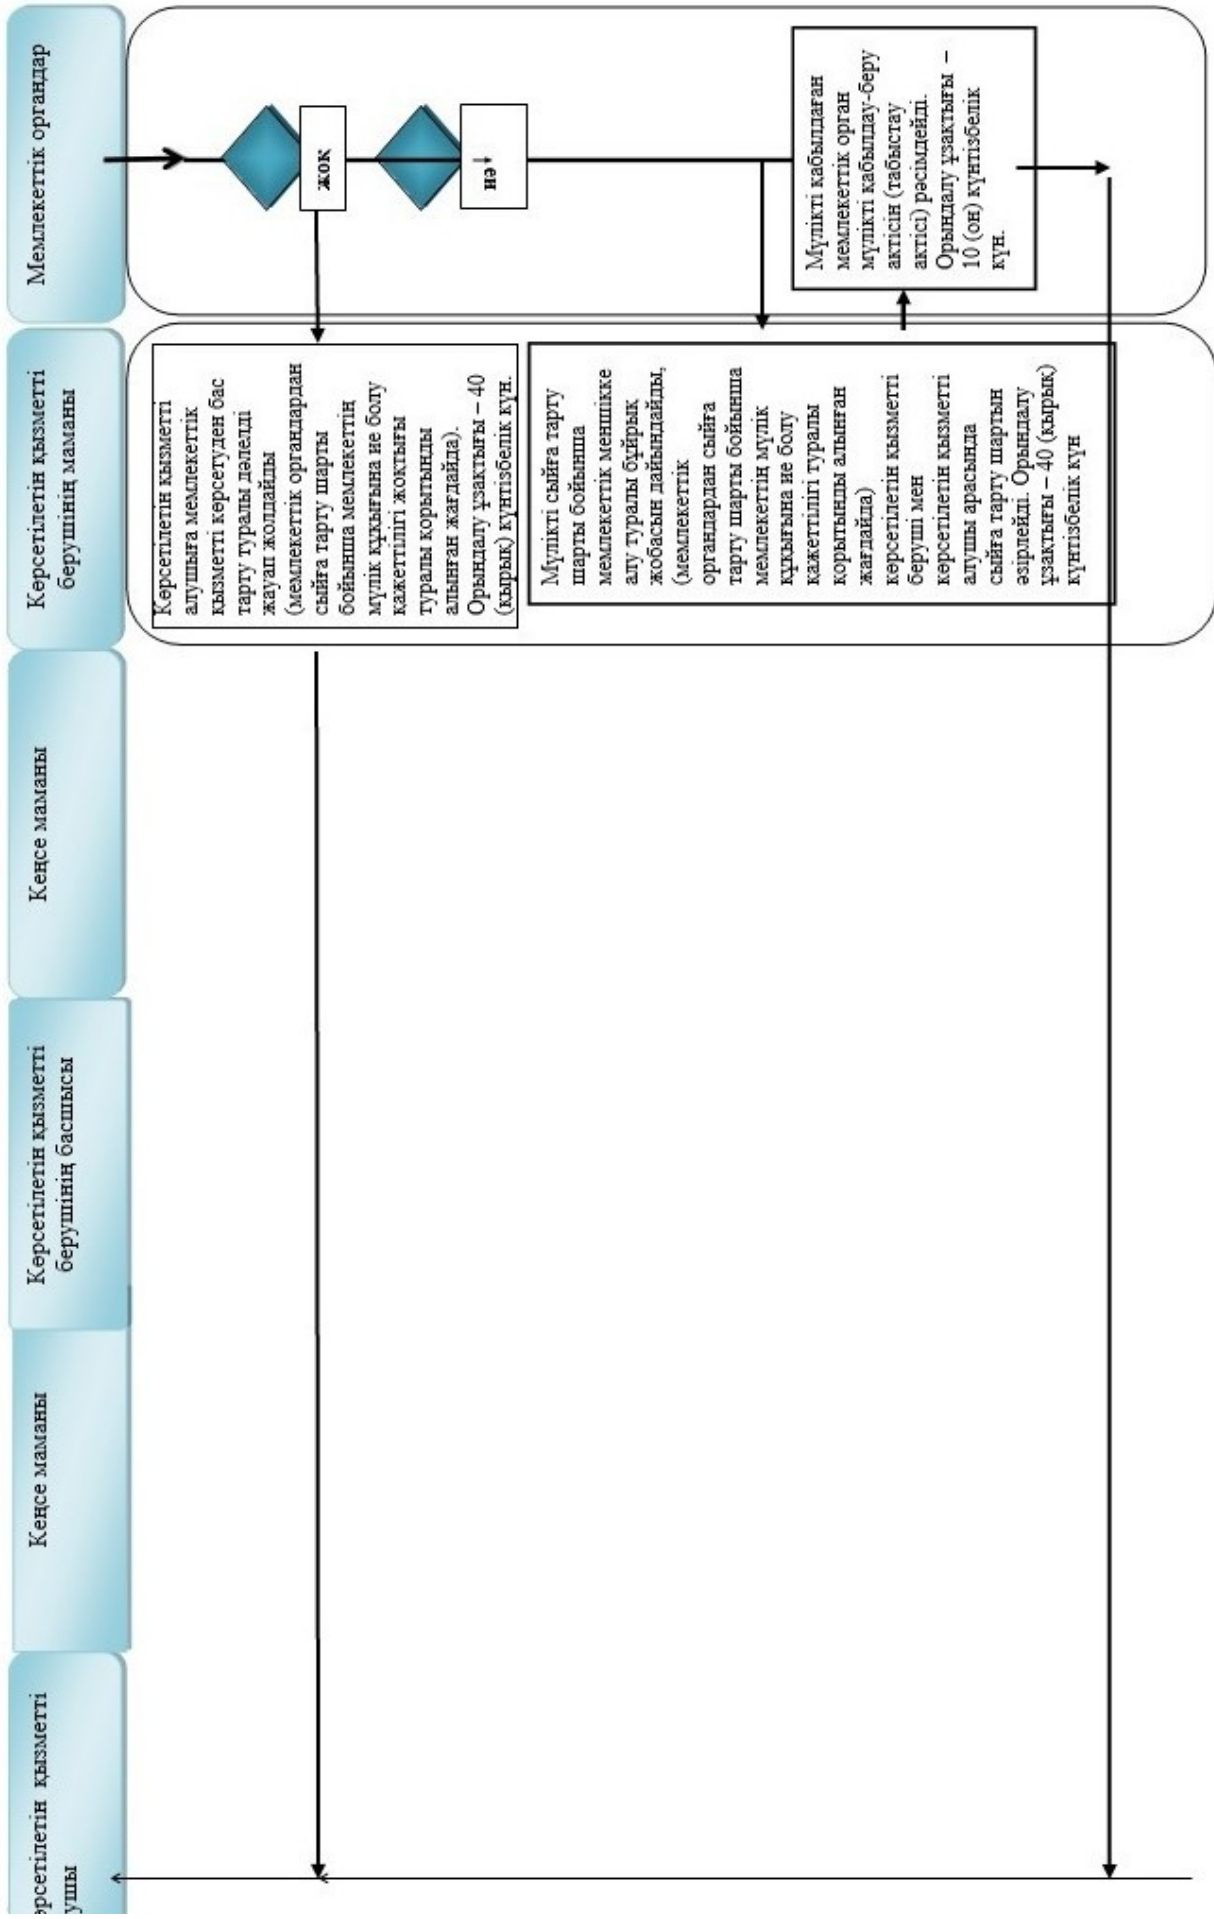 Мемлекеттік органдар
Көрсетілетін қызметті
берушінің маманы
Кеңсе маманы
Көрсетілетін қызметті
берушінің басшысы
Кеңсе маманы
рсетілетін қызметті
ушы
жоқ
↓ен
Мүлікті қабылдаған
мемлекеттік орган
мүлікті қабылдау-беру
актісін (табыстау
актісі) рәсімдейді.
Орындалу ұзақтығы –
10 (он) күнтізбелік
күн.
Көрсетілетін қызметті
алушыға мемлекеттік
қызметті көрсетуден бас
тарту туралы дәлелді
жауап жолдайды
(мемлекеттік органдардан
сыйға тарту шарты
бойынша мемлекеттің
мүлік құқығына ие болу
қажеттілігі жоқтығы
туралы қорытынды
алынған жағдайда).
Орындалу ұзақтығы – 40
(қырық) күнтізбелік күн.
Мүлікті сыйға тарту
шарты бойынша
мемлекеттік меншікке
алу туралы бұйрық
жобасын дайындайды,
(мемлекеттік
органдардан сыйға
тарту шарты бойынша
мемлекеттің мүлік
құқығына ие болу
қажеттілігі туралы
қорытынды алынған
жағдайда)
көрсетілетін қызметті
беруші мен
көрсетілетін қызметті
алушы арасында
сыйға тарту шартын
әзірлейді. Орындалу
ұзақтығы – 40 (қырық)
күнтізбелік күн